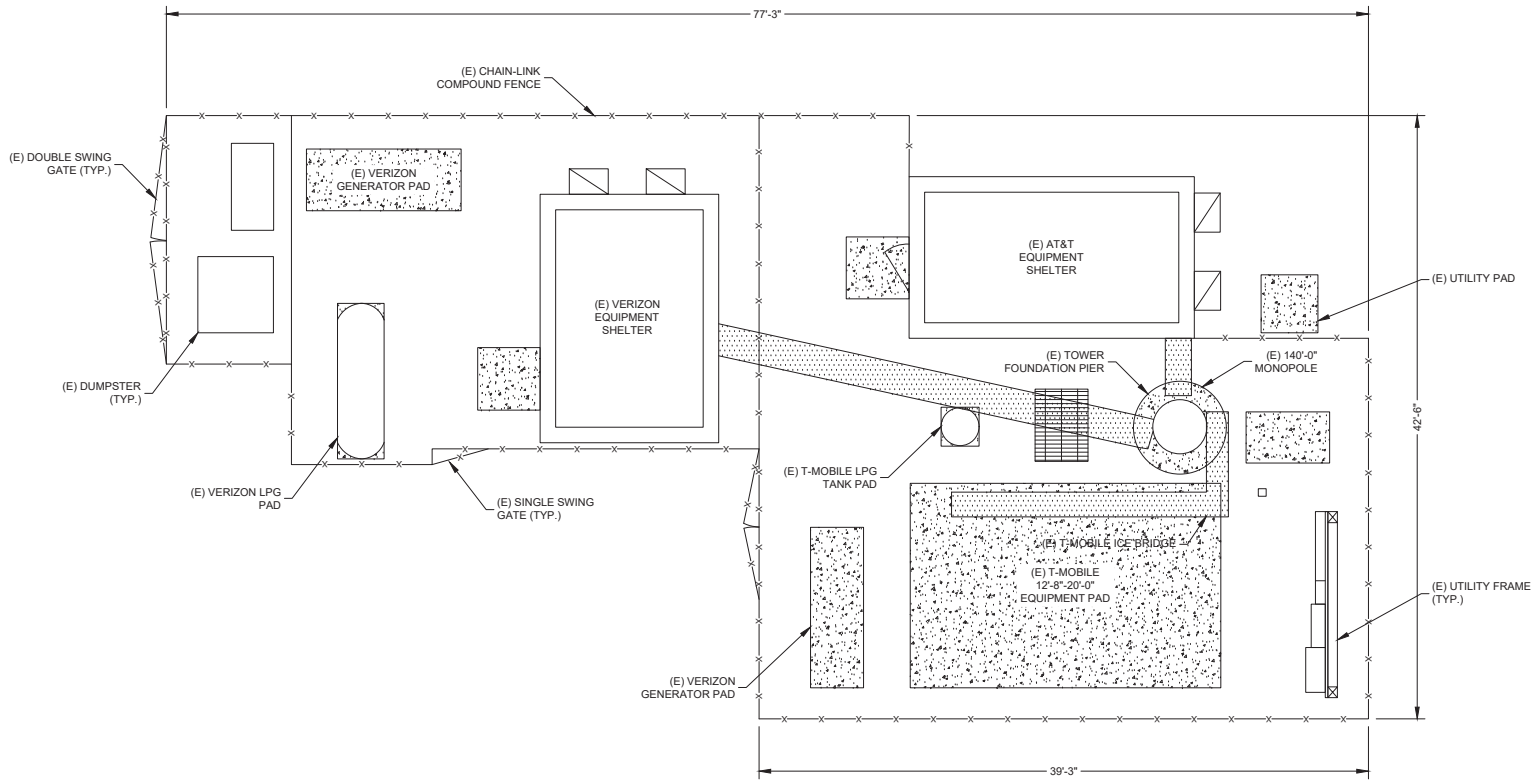 77'-3"
(E) CHAIN-LINK
COMPOUND FENCE
(E) DOUBLE SWING
GATE (TYP.)
(E) VERIZON
GENERATOR PAD
(E) AT&T
EQUIPMENT
SHELTER
(E) UTILITY PAD
(E) VERIZON
EQUIPMENT
SHELTER
(E) TOWER
FOUNDATION PIER
(E) 140'-0"
MONOPOLE
(E) DUMPSTER
(TYP.)
42'-6"
(E) T-MOBILE LPG
TANK PAD
(E) VERIZON LPG
PAD
(E) SINGLE SWING
GATE (TYP.)
(E) T-MOBILE ICE BRIDGE
(E) T-MOBILE
12'-8"-20'-0"
EQUIPMENT PAD
(E) UTILITY FRAME
(TYP.)
(E) VERIZON
GENERATOR PAD
39'-3"